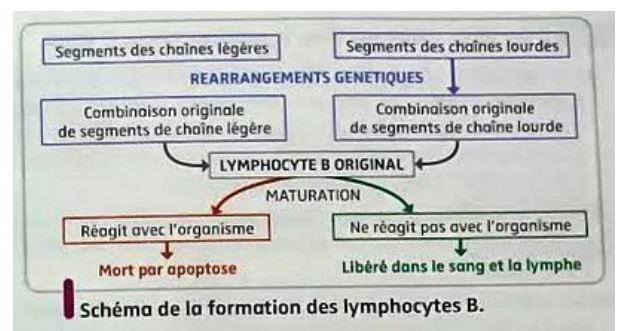 Segments des chaînes légères
Segments des chaînes lourdes
REARRANGEMENTS GENETIQUES
Combinaison originale
de segments de chaîne légère
Combinaison originale
de segments de chaîne lourde
LYMPHOCYTE B ORIGINAL
MATURATION
Réagit avec l'organisme
Ne réagit pas avec l'organisme
Mort par apoptose
Libéré dans le sang et la lymphe
Schéma de la formation des lymphocytes B.